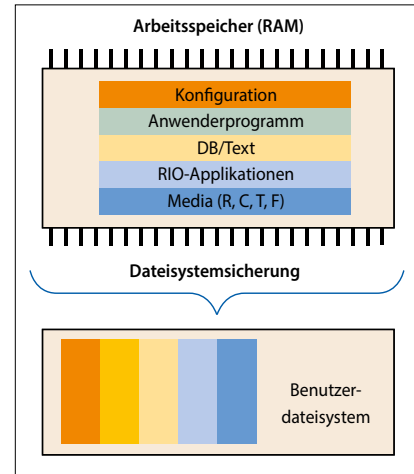 Arbeitsspeicher (RAM)
Konfiguration
Anwenderprogramm
DB/Text
RIO-Applikationen
Media (R, C, T, F)
Dateisystemsicherung
Benutzer-
dateisystem